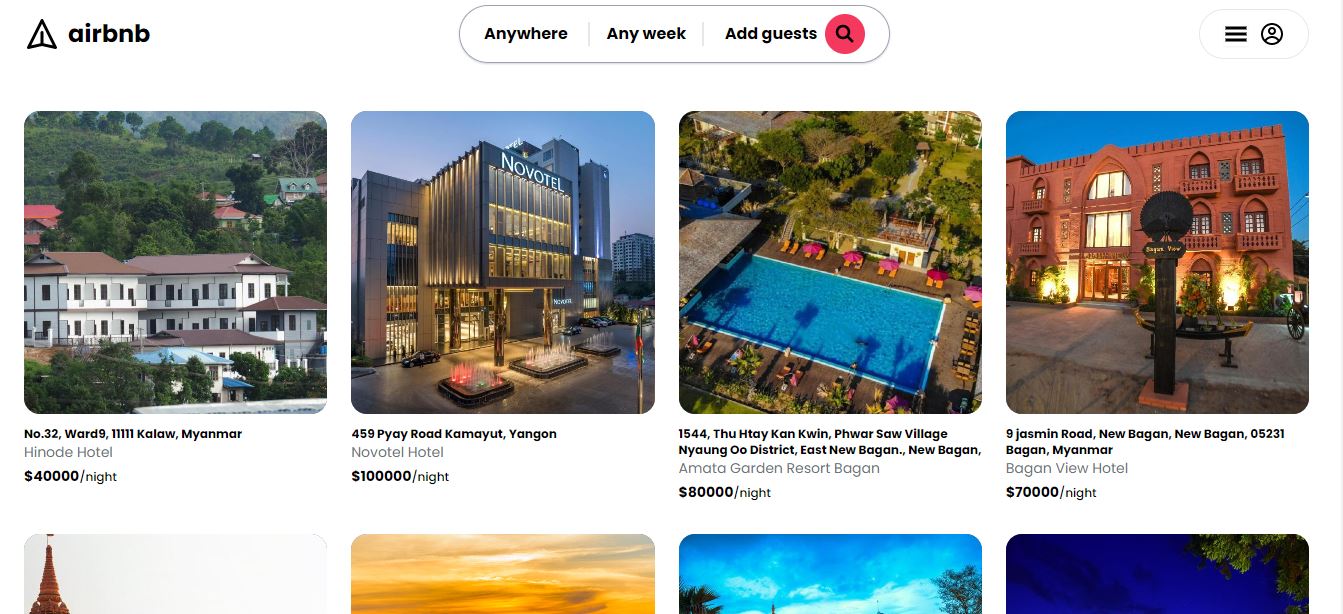 airbnb
Anywhere
Any week
Add guests
NOVOTEL
NOVOTEL
Bagan View
No.32, Ward9, 11111 Kalaw, Myanmar
Hinode Hotel
$40000/night
459 Pyay Road Kamayut, Yangon
Novotel Hotel
$100000/night
1544, Thu Htay Kan Kwin, Phwar Saw Village
Nyaung Oo District, East New Bagan., New Bagan,
Amata Garden Resort Bagan
$80000/night
9 jasmin Road, New Bagan, New Bagan, 05231
Bagan, Myanmar
Bagan View Hotel
$70000/night